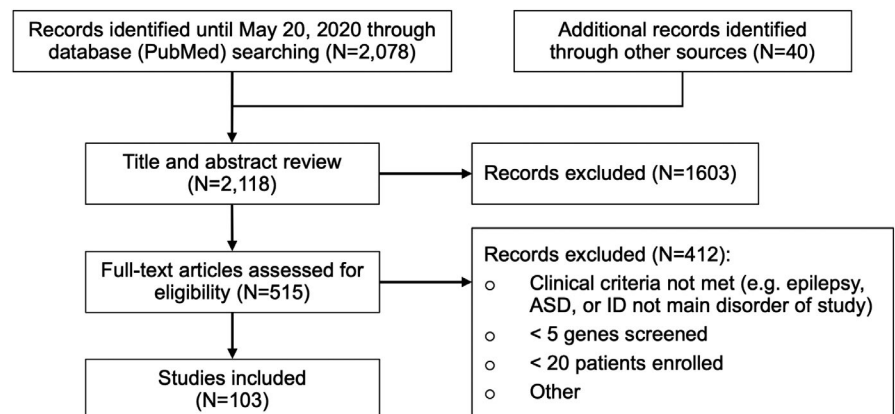 Records identified until May 20, 2020 through
database (PubMed) searching (N=2,078)
Additional records identified
through other sources (N=40)
Title and abstract review
(N=2,118)
Records excluded (N=1603)
Full-text articles assessed for
eligibility (N=515)
Records excluded (N=412):
o Clinical criteria not met (e.g. epilepsy,
ASD, or ID not main disorder of study)
o < 5 genes screened
o < 20 patients enrolled
o Other
Studies included
(N=103)